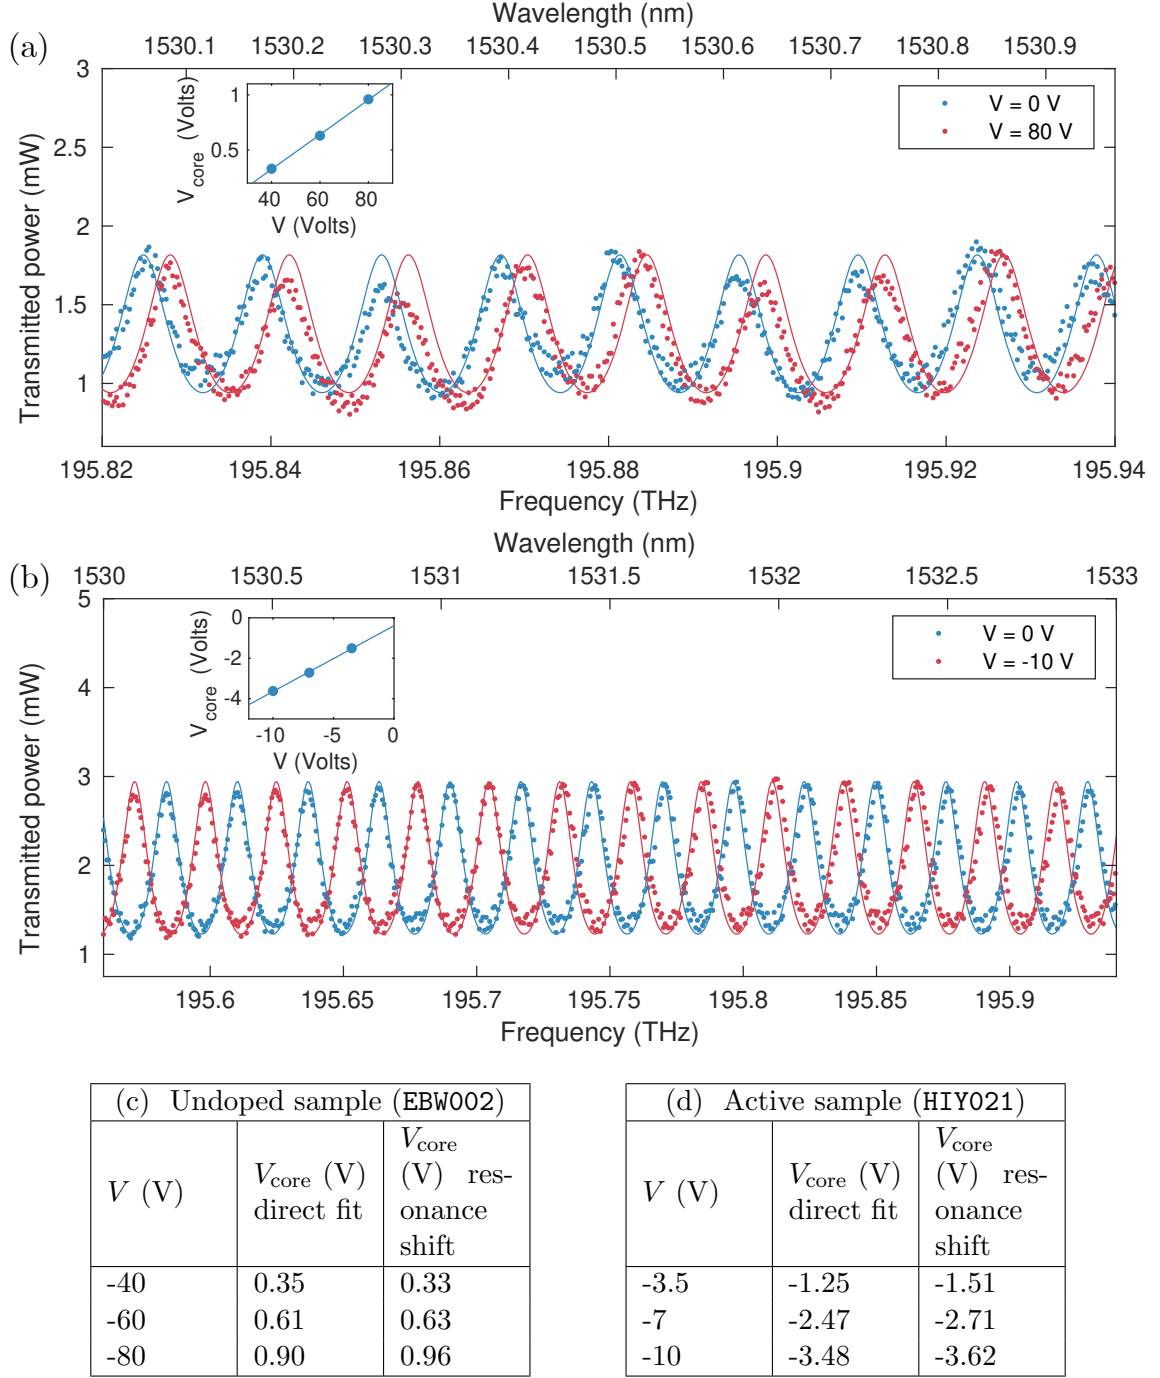 Wavelength (nm)
(a)
1530.1 1530.2 1530.3 1530.4 1530.5 1530.6 1530.7 1530.8 1530.9
3
2.5
2
1.5
1
Transmitted power (mW)
V = 0 V
V = 80 V
1
0.5
V_core (Volts)
40 60 80
V (Volts)
195.82 195.84 195.86 195.88 195.9 195.92 195.94
Frequency (THz)
Wavelength (nm)
(b)
1530 1530.5 1531 1531.5 1532 1532.5 1533
5
4
3
2
1
Transmitted power (mW)
V = 0 V
V = -10 V
0
-2
-4
V_core (Volts)
-10 -5 0
V (Volts)
195.6 195.65 195.7 195.75 195.8 195.85 195.9
Frequency (THz)
(c) Undoped sample (EBW002)
V (V)
V_core (V)
direct fit
V_core
(V) res-
onance
shift
-40 0.35 0.33
-60 0.61 0.63
-80 0.90 0.96
(d) Active sample (HIY021)
V (V)
V_core (V)
direct fit
V_core
(V) res-
onance
shift
-3.5 -1.25 -1.51
-7 -2.47 -2.71
-10 -3.48 -3.62